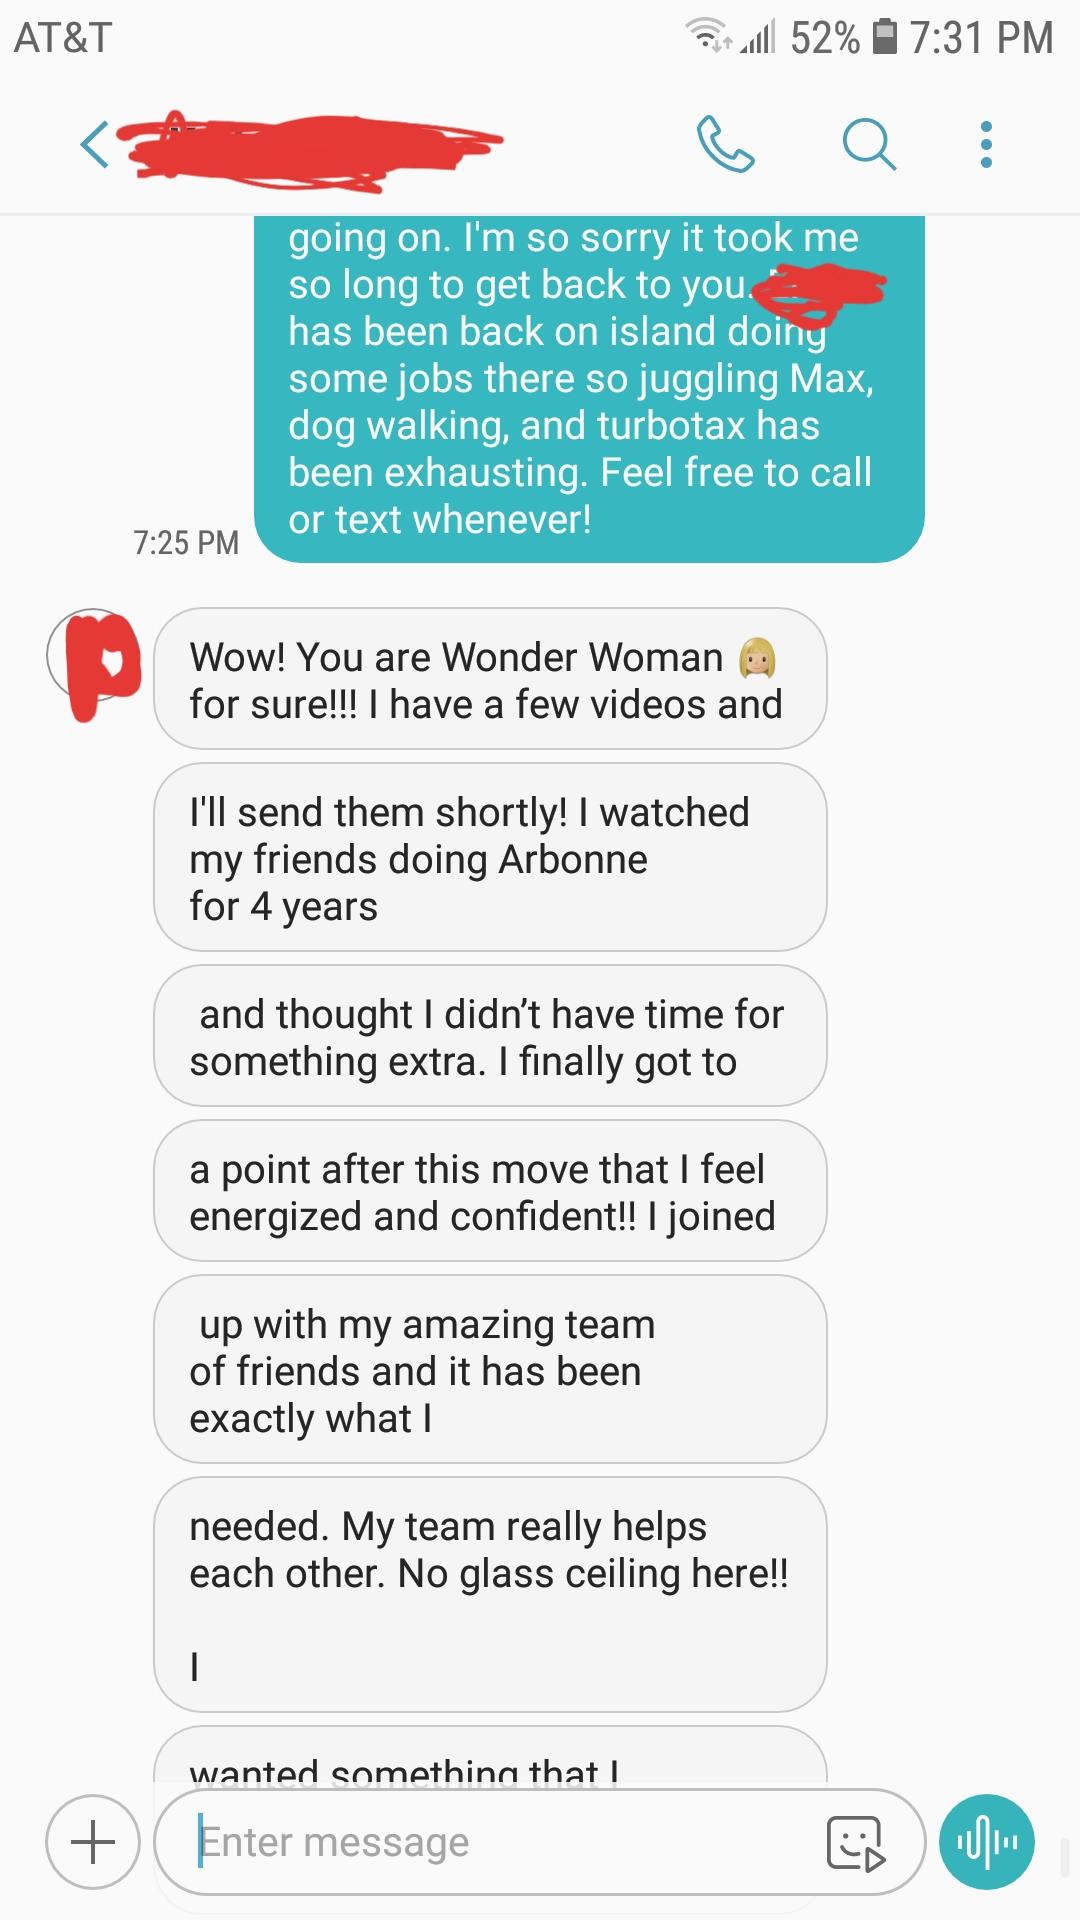 AT&T 52% 7:31 PM
going on. I'm so sorry it took me
so long to get back to you.
has been back on island doing
some jobs there so juggling Max,
dog walking, and turbotax has
been exhausting. Feel free to call
or text whenever!
7:25 PM
Wow! You are Wonder Woman 👩🏼
for sure!!! I have a few videos and
I'll send them shortly! I watched
my friends doing Arbonne
for 4 years
and thought I didn’t have time for
something extra. I finally got to
a point after this move that I feel
energized and confident!! I joined
up with my amazing team
of friends and it has been
exactly what I
needed. My team really helps
each other. No glass ceiling here!!
I
wanted something that I
Enter message